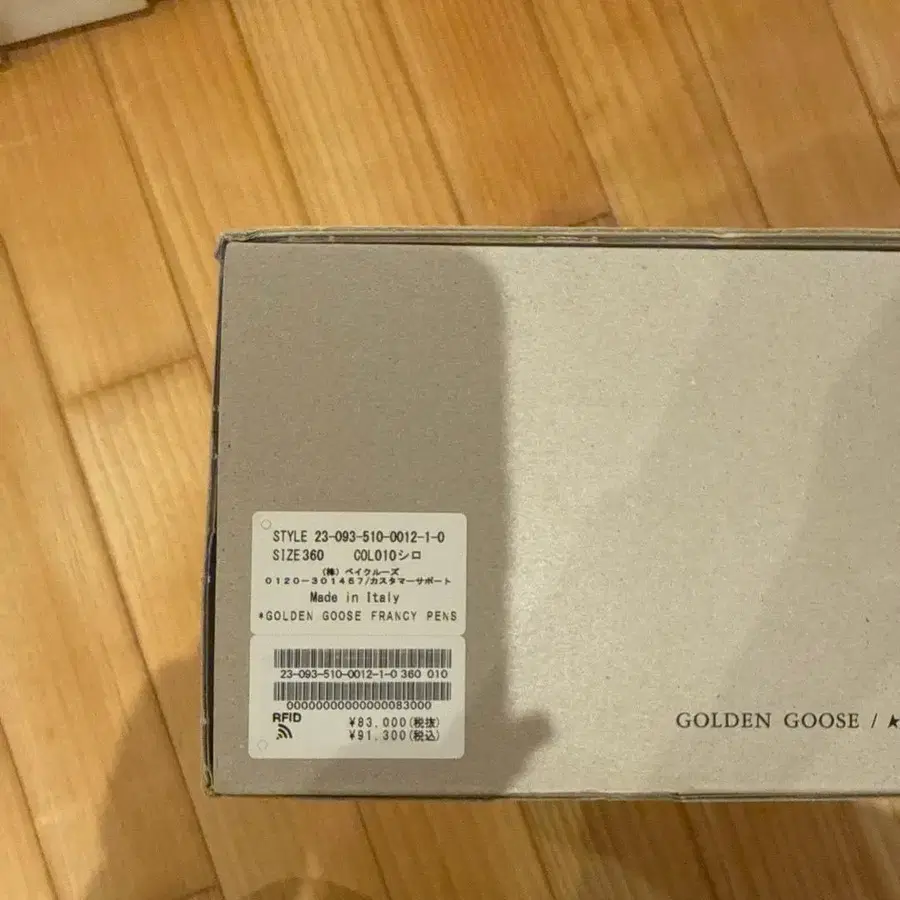 STYLE 23-093-510-0012-1-0
SIZE360 COL010シロ
(株) ベイクルーズ
0120-301457/カスタマーサポート
Made in Italy
*GOLDEN GOOSE FRANCY PENS
23-093-510-0012-1-0 360 010
00000000000000083000
RFID
¥83,000(税抜)
¥91,300(税込)
GOLDEN GOOSE /